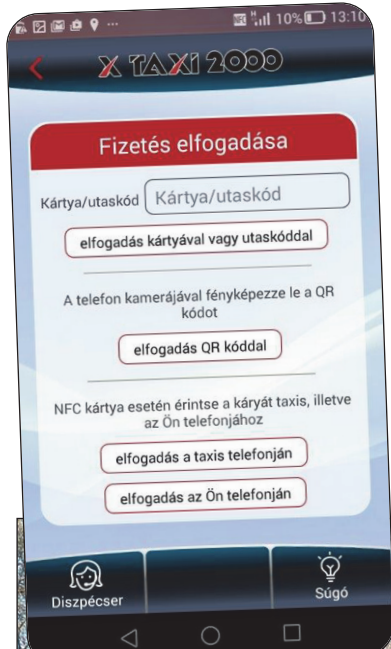 10% 13:10
X TAXI 2000
Fizetés elfogadása
Kártya/utaskód Kártya/utaskód
elfogadás kártyával vagy utaskóddal
A telefon kamerájával fényképezze le a QR
kódot
elfogadás QR kóddal
NFC kártya esetén érintse a káryát taxis, illetve
az Ön telefonjához
elfogadás a taxis telefonján
elfogadás az Ön telefonján
Diszpécser Súgó